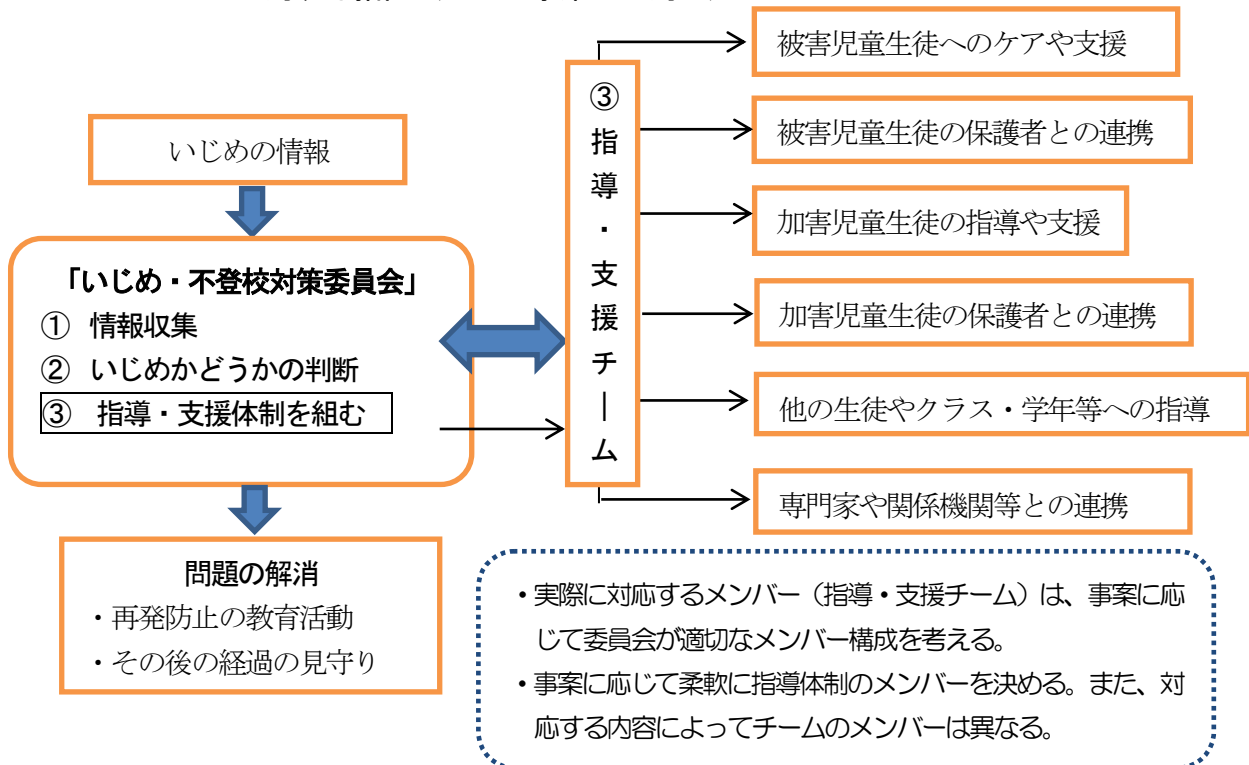 いじめの情報
「いじめ・不登校対策委員会」
① 情報収集
② いじめかどうかの判断
③ 指導・支援体制を組む
問題の解消
・再発防止の教育活動
・その後の経過の見守り
③指導・支援チーム
被害児童生徒へのケアや支援
被害児童生徒の保護者との連携
加害児童生徒の指導や支援
加害児童生徒の保護者との連携
他の生徒やクラス・学年等への指導
専門家や関係機関等との連携
・実際に対応するメンバー（指導・支援チーム）は、事案に応
じて委員会が適切なメンバー構成を考える。
・事案に応じて柔軟に指導体制のメンバーを決める。また、対
応する内容によってチームのメンバーは異なる。